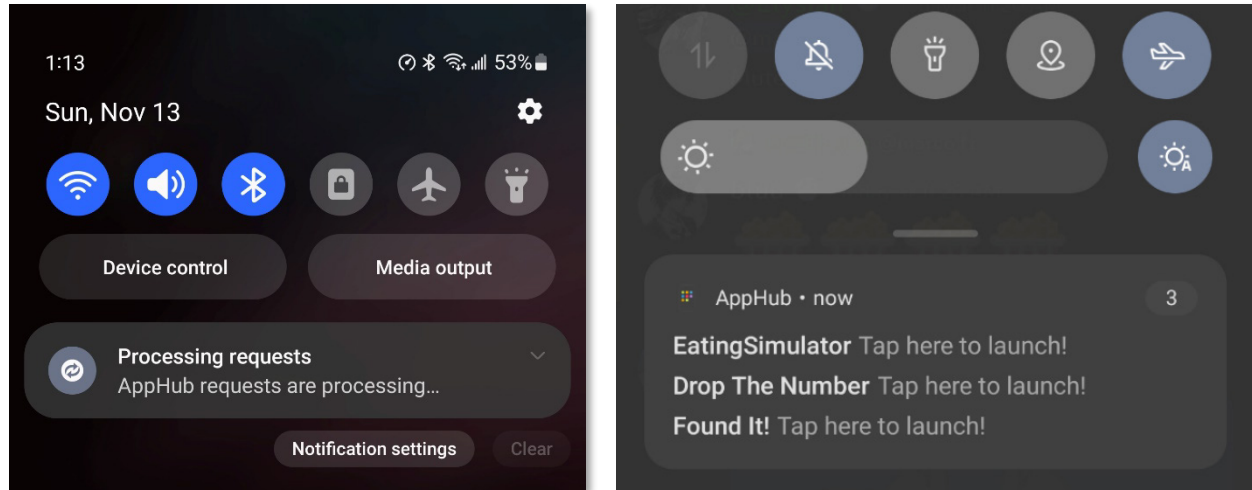 1:13
53%
Sun, Nov 13
Device control
Media output
Processing requests
AppHub requests are processing...
Notification settings
Clear
A
AppHub • now
3
EatingSimulator Tap here to launch!
Drop The Number Tap here to launch!
Found It! Tap here to launch!